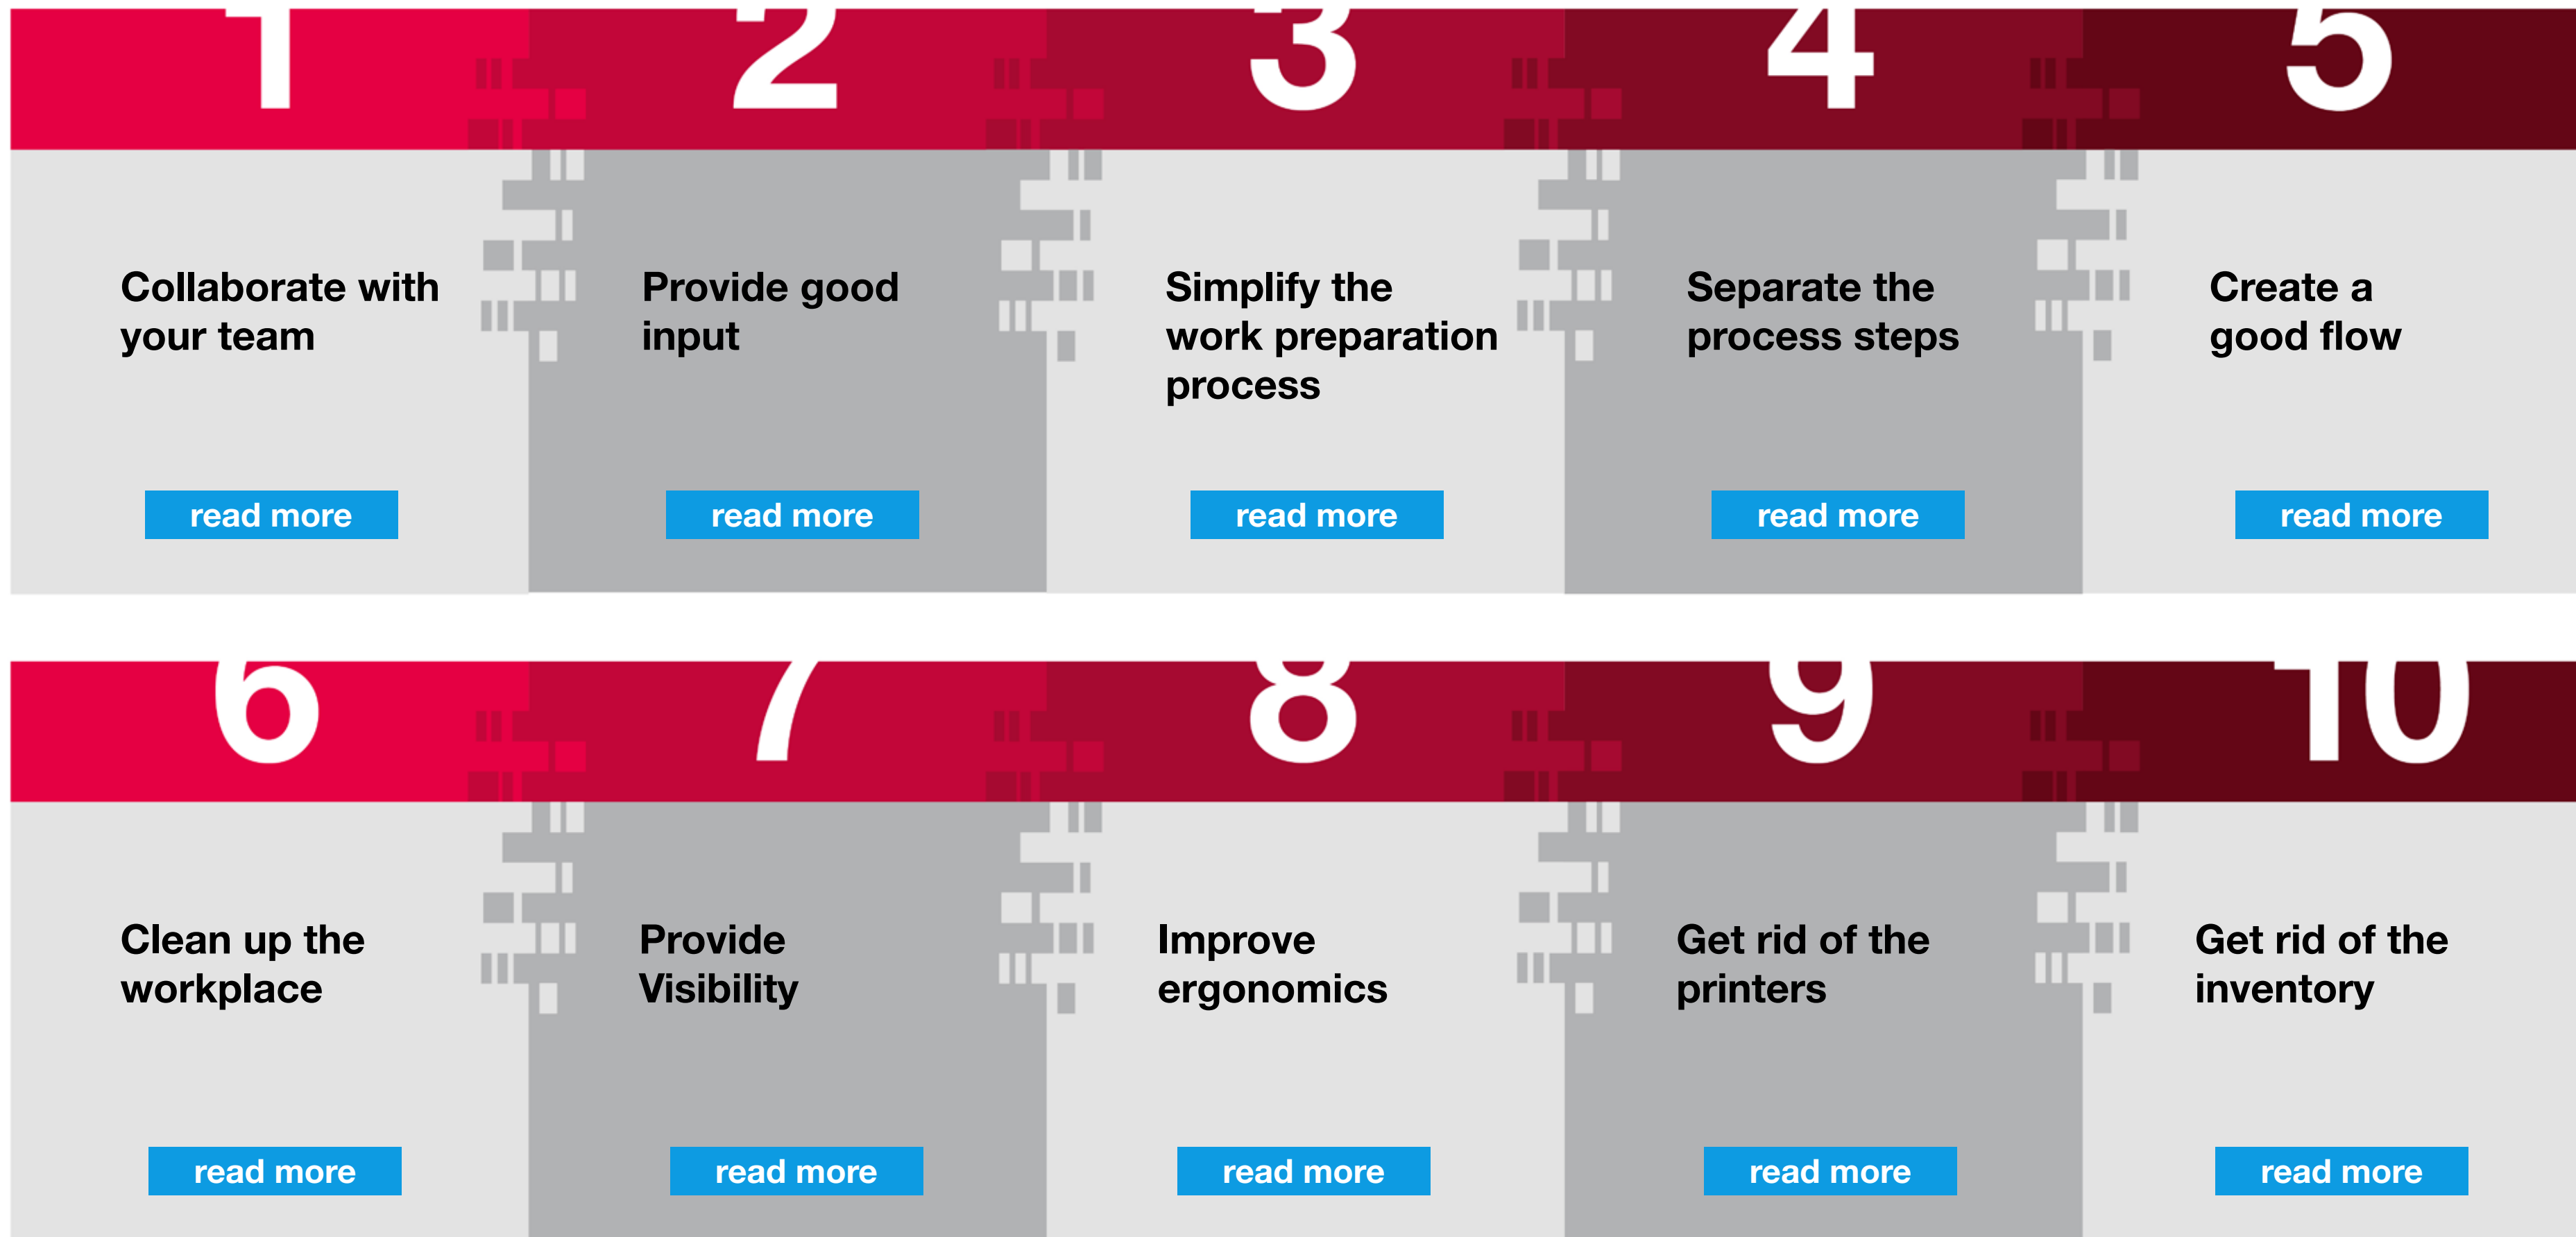 1
2
3
4
5
Collaborate with
your team
Provide good
input
Simplify the
work preparation
process
Separate the
process steps
Create a
good flow
read more
read more
read more
read more
read more
6
7
8
9
10
Clean up the
workplace
Provide
Visibility
Improve
ergonomics
Get rid of the
printers
Get rid of the
inventory
read more
read more
read more
read more
read more